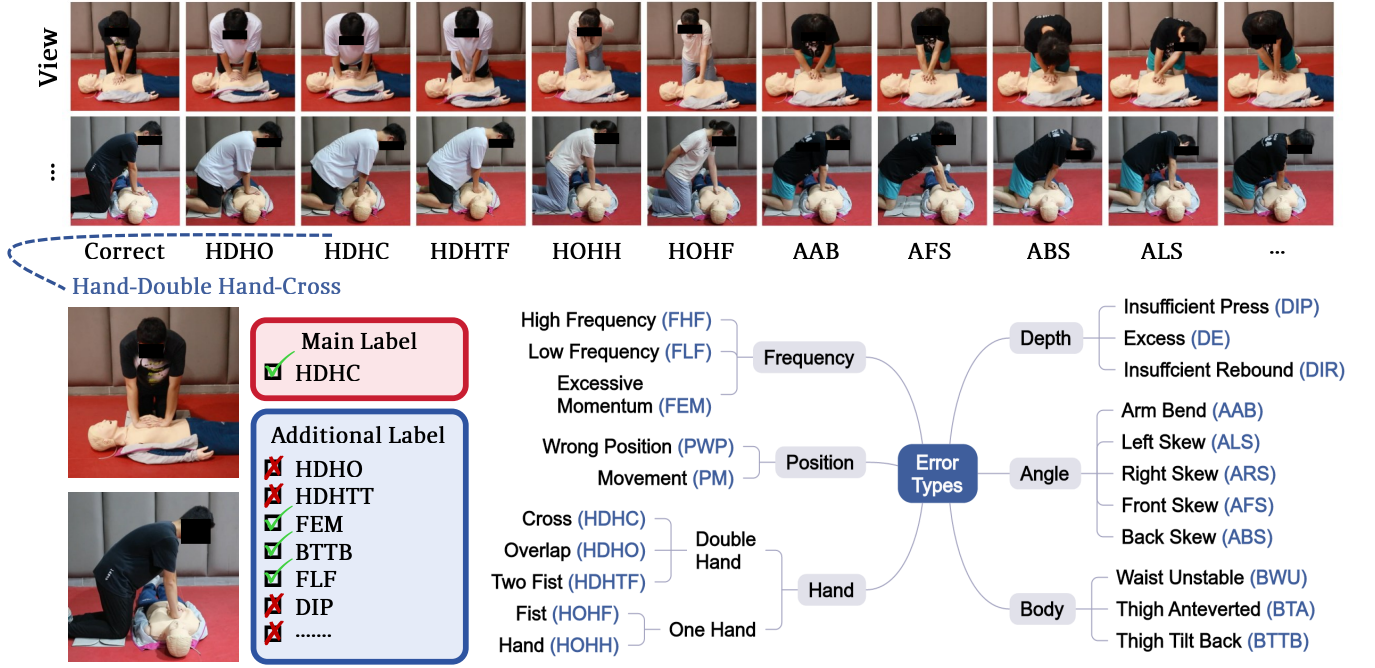 View
...
Correct HDHO HDHC HDHTF HOHH HOHF AAB AFS ABS ALS ...
Hand-Double Hand-Cross
Main Label
HDHC
Additional Label
HDHO
HDHTT
FEM
BTTB
FLF
DIP
.......
High Frequency (FHF)
Low Frequency (FLF)
Excessive
Momentum (FEM)
Frequency
Wrong Position (PWP)
Movement (PM)
Position
Cross (HDHC)
Overlap (HDHO)
Two Fist (HDHTF)
Double
Hand
Fist (HOHF)
Hand (HOHH)
One Hand
Hand
Error
Types
Depth
Insufficient Press (DIP)
Excess (DE)
Insuffcient Rebound (DIR)
Angle
Arm Bend (AAB)
Left Skew (ALS)
Right Skew (ARS)
Front Skew (AFS)
Back Skew (ABS)
Body
Waist Unstable (BWU)
Thigh Anteverted (BTA)
Thigh Tilt Back (BTTB)